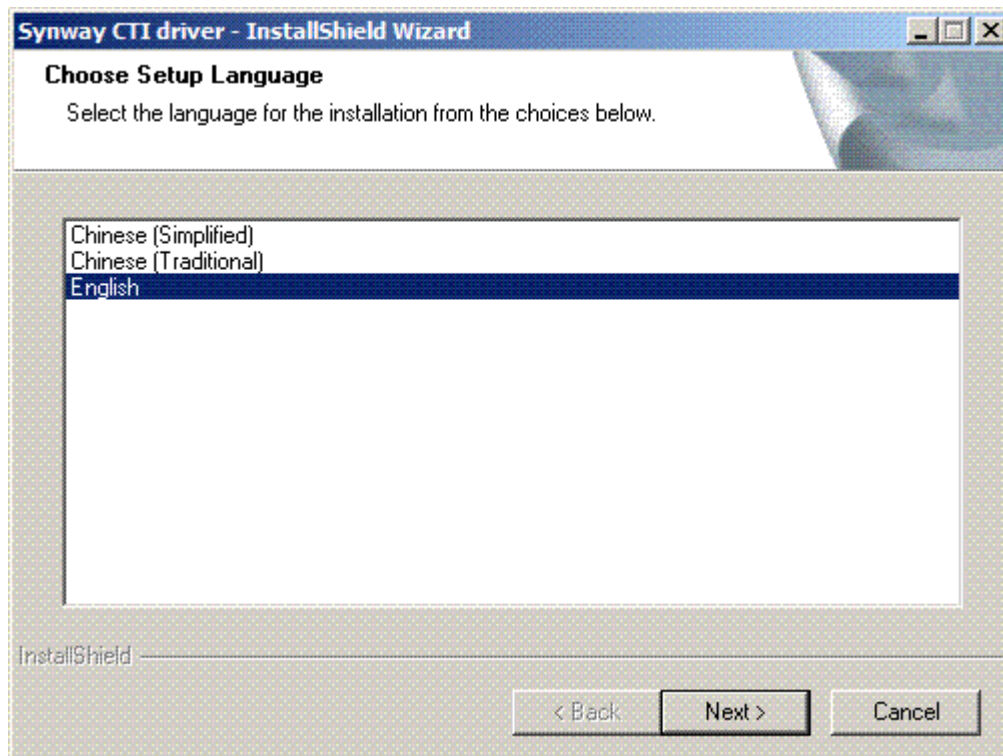 Synway CTI driver - InstallShield Wizard
Choose Setup Language
Select the language for the installation from the choices below.
Chinese (Simplified)
Chinese (Traditional)
English
InstallShield
< Back
Next >
Cancel